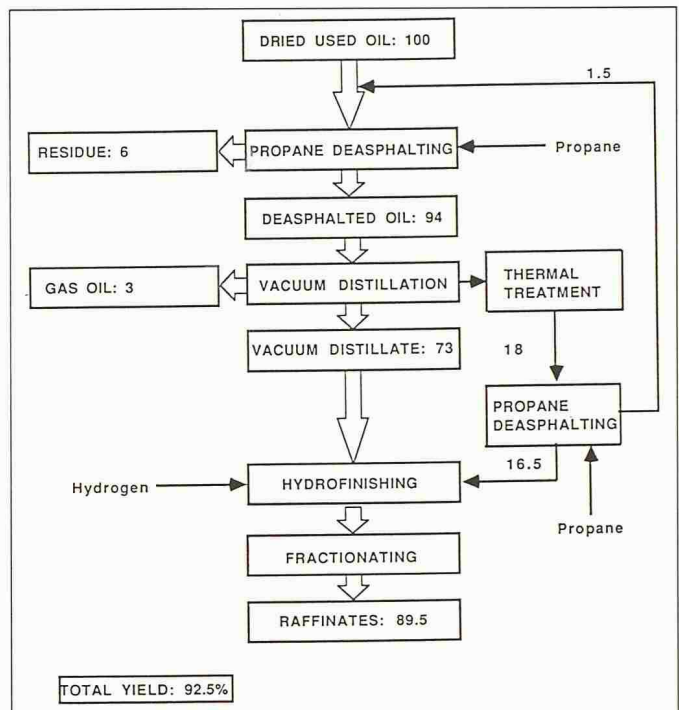 DRIED USED OIL: 100
1.5
RESIDUE: 6
PROPANE DEASPHALTING
Propane
DEASPHALTED OIL: 94
GAS OIL: 3
VACUUM DISTILLATION
THERMAL
TREATMENT
VACUUM DISTILLATE: 73
18
PROPANE
DEASPHALTING
16.5
Hydrogen
HYDROFINISHING
Propane
FRACTIONATING
RAFFINATES: 89.5
TOTAL YIELD: 92.5%